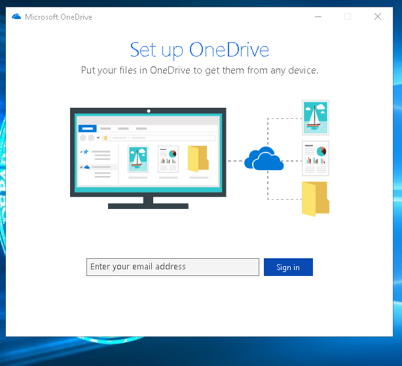 Microsoft OneDrive
Set up OneDrive
Put your files in OneDrive to get them from any device.
Enter your email address
Sign in